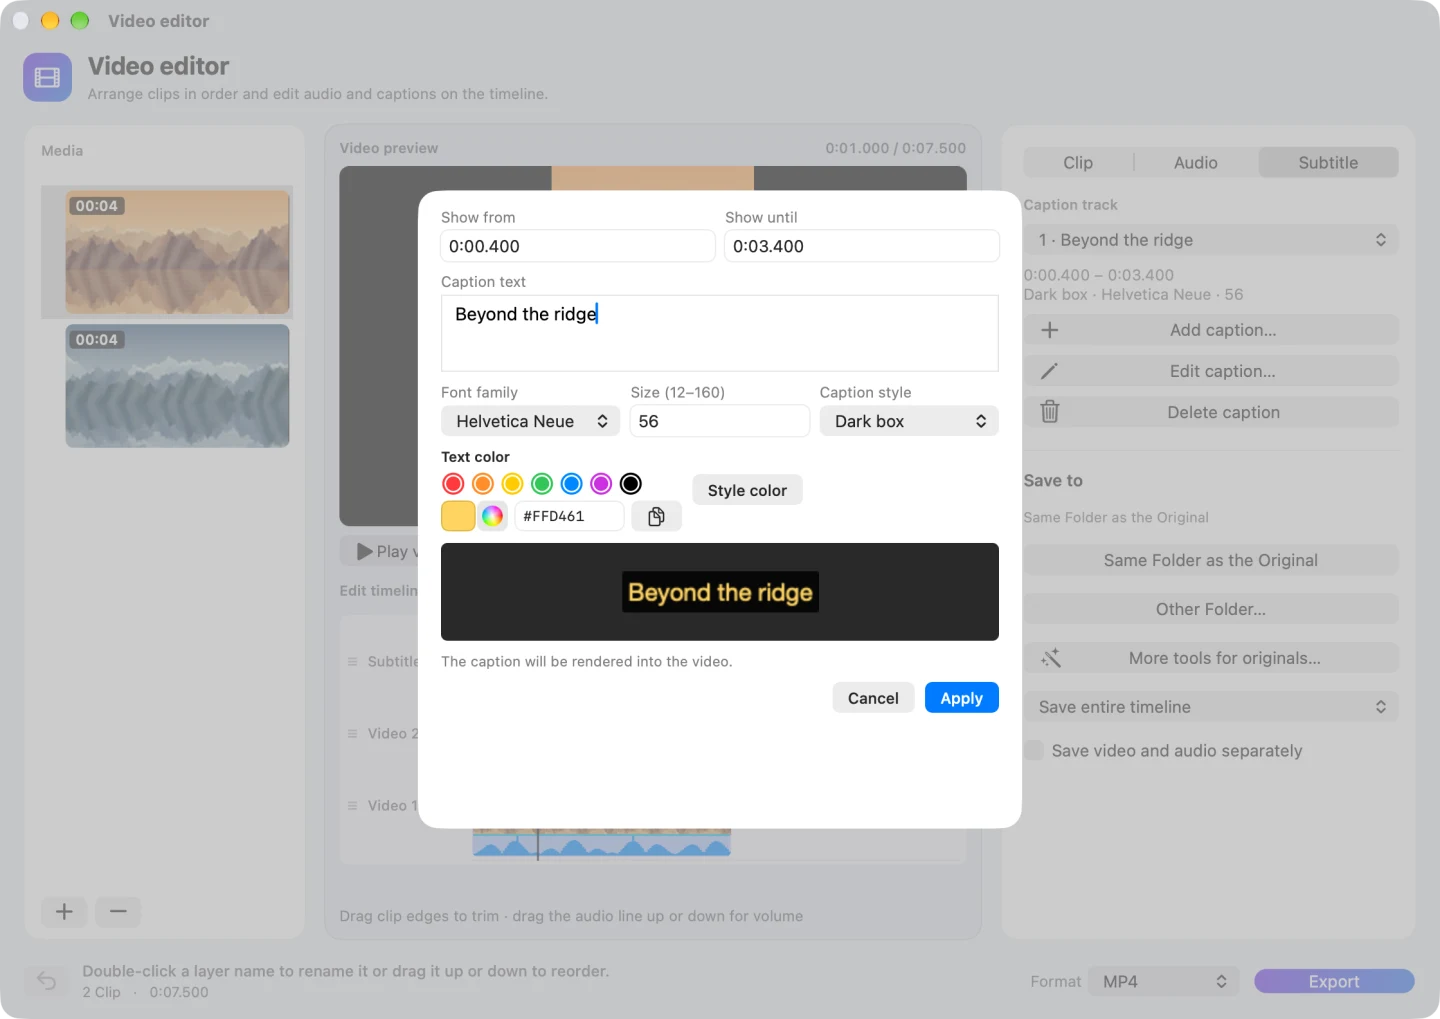 Video editor
Video editor
Arrange clips in order and edit audio and captions on the timeline.
Media
00:04
00:04
Video preview
0:01.000 / 0:07.500
Show from
Show until
0:00.400
0:03.400
Caption text
Beyond the ridge
Font family
Size (12–160)
Caption style
Helvetica Neue
56
Dark box
Text color
Style color
#FFD461
Beyond the ridge
The caption will be rendered into the video.
Cancel
Apply
Play
Subtitle
Video 2
Video 1
Drag clip edges to trim · drag the audio line up or down for volume
Clip
Audio
Subtitle
Caption track
1 · Beyond the ridge
0:00.400 – 0:03.400
Dark box · Helvetica Neue · 56
Add caption...
Edit caption...
Delete caption
Save to
Same Folder as the Original
Same Folder as the Original
Other Folder...
More tools for originals...
Save entire timeline
Save video and audio separately
Double-click a layer name to rename it or drag it up or down to reorder.
2 Clip · 0:07.500
Format
MP4
Export